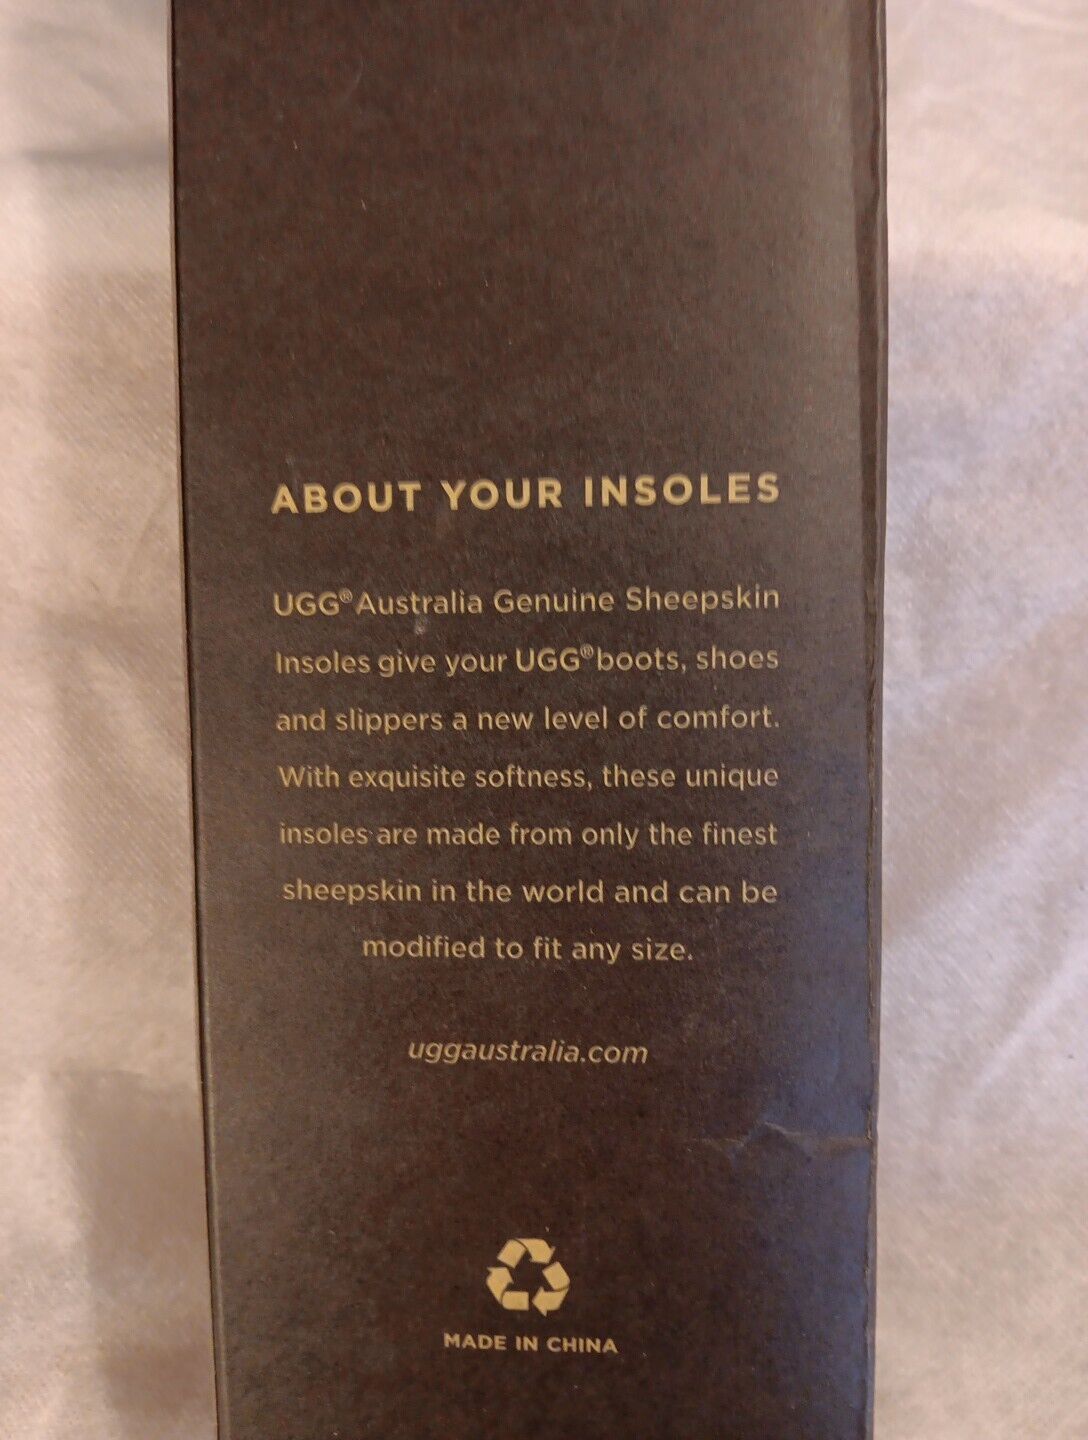 ABOUT YOUR INSOLES
UGG® Australia Genuine Sheepskin
Insoles give your UGG® boots, shoes
and slippers a new level of comfort.
With exquisite softness, these unique
insoles are made from only the finest
sheepskin in the world and can be
modified to fit any size.
uggaustralia.com
MADE IN CHINA